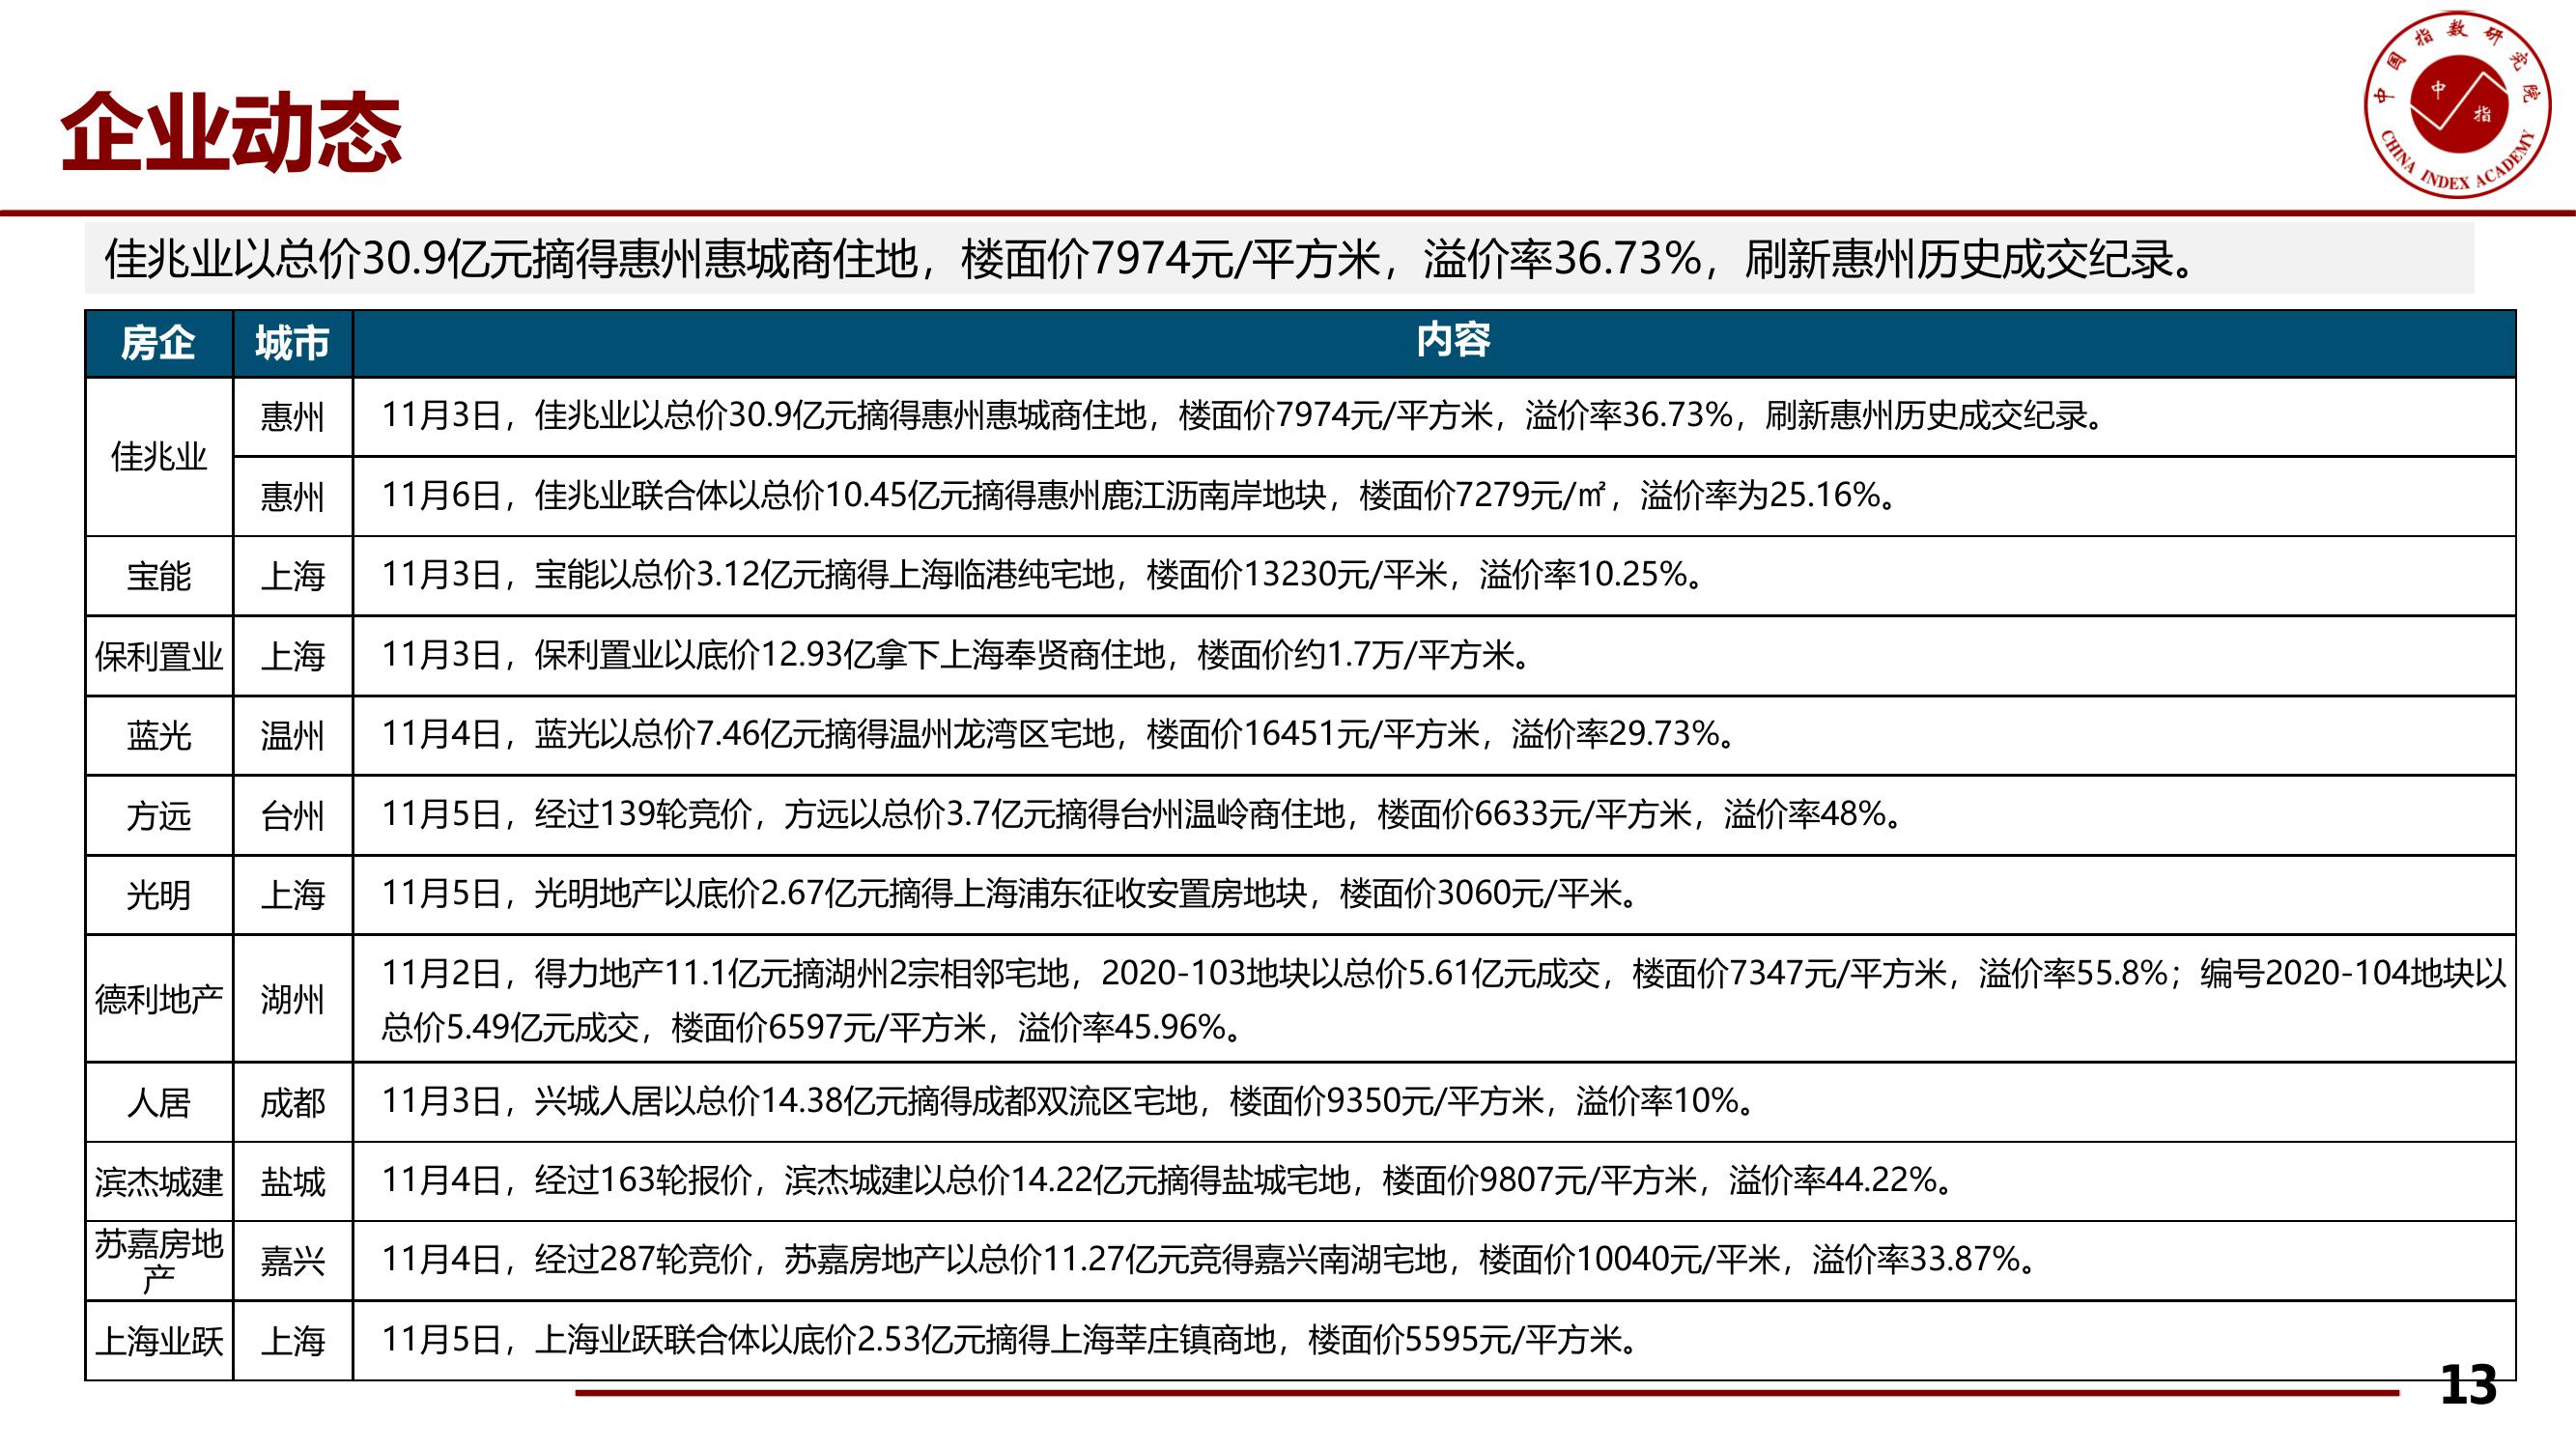 企业动态
中国指数研究院
中
指
CHINA INDEX ACADEMY
佳兆业以总价30.9亿元摘得惠州惠城商住地，楼面价7974元/平方米，溢价率36.73%，刷新惠州历史成交纪录。
房企 城市 内容
佳兆业
惠州 11月3日，佳兆业以总价30.9亿元摘得惠州惠城商住地，楼面价7974元/平方米，溢价率36.73%，刷新惠州历史成交纪录。
惠州 11月6日，佳兆业联合体以总价10.45亿元摘得惠州鹿江沥南岸地块，楼面价7279元/㎡，溢价率为25.16%。
宝能 上海 11月3日，宝能以总价3.12亿元摘得上海临港纯宅地，楼面价13230元/平米，溢价率10.25%。
保利置业 上海 11月3日，保利置业以底价12.93亿拿下上海奉贤商住地，楼面价约1.7万/平方米。
蓝光 温州 11月4日，蓝光以总价7.46亿元摘得温州龙湾区宅地，楼面价16451元/平方米，溢价率29.73%。
方远 台州 11月5日，经过139轮竞价，方远以总价3.7亿元摘得台州温岭商住地，楼面价6633元/平方米，溢价率48%。
光明 上海 11月5日，光明地产以底价2.67亿元摘得上海浦东征收安置房地块，楼面价3060元/平米。
德利地产 湖州 11月2日，得力地产11.1亿元摘湖州2宗相邻宅地，2020-103地块以总价5.61亿元成交，楼面价7347元/平方米，溢价率55.8%；编号2020-104地块以
总价5.49亿元成交，楼面价6597元/平方米，溢价率45.96%。
人居 成都 11月3日，兴城人居以总价14.38亿元摘得成都双流区宅地，楼面价9350元/平方米，溢价率10%。
滨杰城建 盐城 11月4日，经过163轮报价，滨杰城建以总价14.22亿元摘得盐城宅地，楼面价9807元/平方米，溢价率44.22%。
苏嘉房地
产 嘉兴 11月4日，经过287轮竞价，苏嘉房地产以总价11.27亿元竞得嘉兴南湖宅地，楼面价10040元/平米，溢价率33.87%。
上海业跃 上海 11月5日，上海业跃联合体以底价2.53亿元摘得上海莘庄镇商地，楼面价5595元/平方米。
13